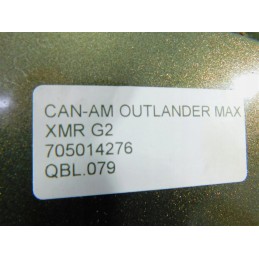 CAN-AM OUTLANDER MAX
XMR G2
705014276
QBL.079